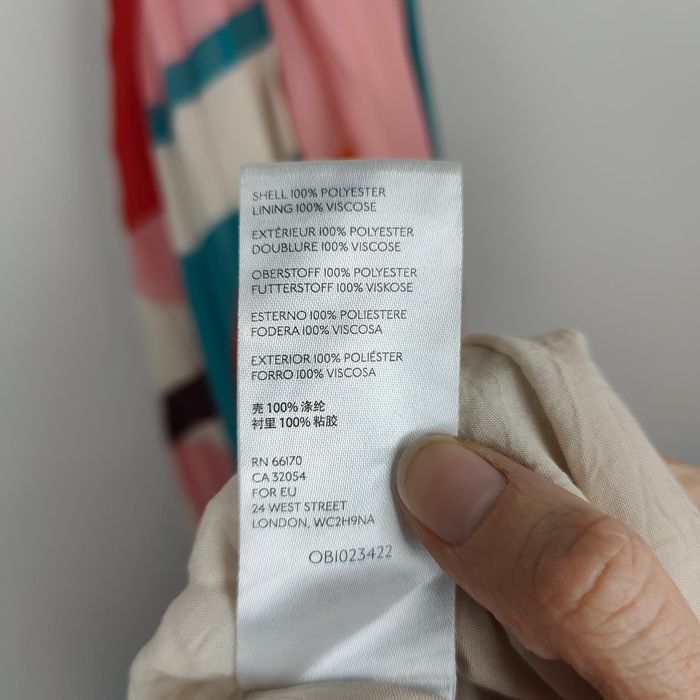 SHELL 100% POLYESTER
LINING 100% VISCOSE
EXTÉRIEUR 100% POLYESTER
DOUBLURE 100% VISCOSE
OBERSTOFF 100% POLYESTER
FUTTERSTOFF 100% VISKOSE
ESTERNO 100% POLIESTERE
FODERA 100% VISCOSA
EXTERIOR 100% POLIÉSTER
FORRO 100% VISCOSA
壳 100% 涤纶
衬里 100% 粘胶
RN 66170
CA 32054
FOR EU
24 WEST STREET
LONDON, WC2H9NA
OB1023422